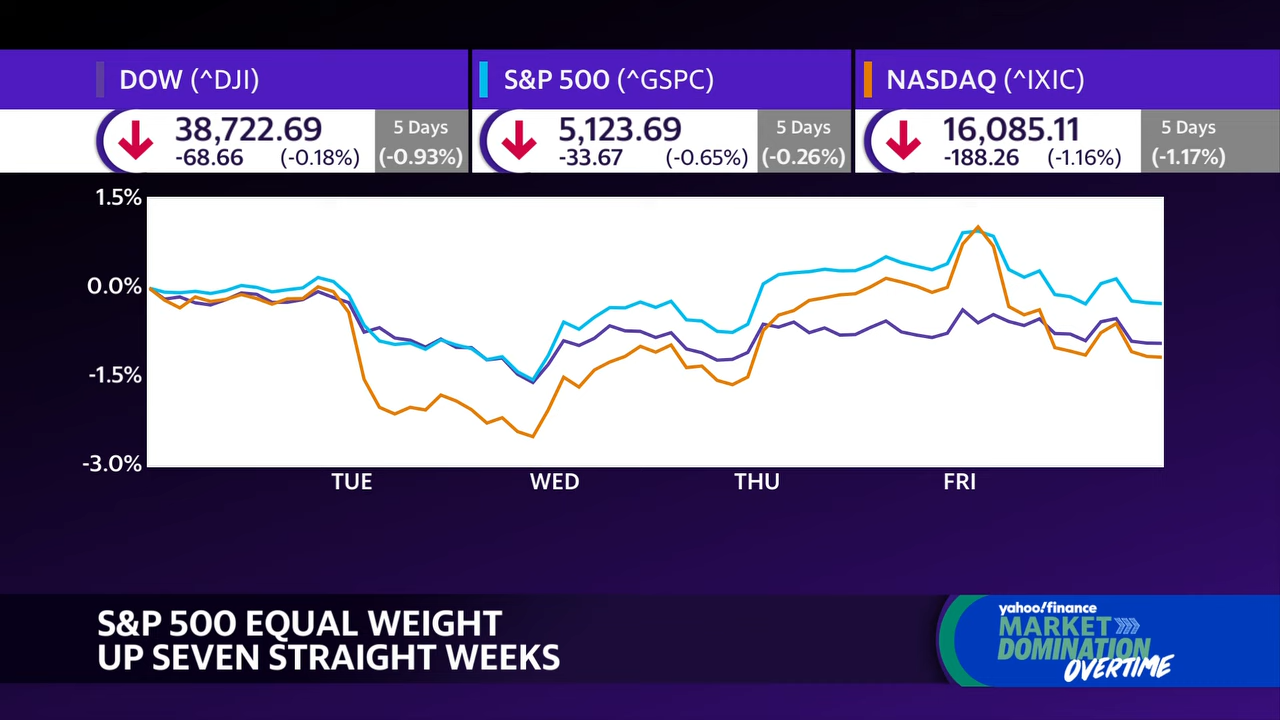 DOW (^DJI)
38,722.69
-68.66 (-0.18%)
5 Days
(-0.93%)
S&P 500 (^GSPC)
5,123.69
-33.67 (-0.65%)
5 Days
(-0.26%)
NASDAQ (^IXIC)
16,085.11
-188.26 (-1.16%)
5 Days
(-1.17%)
1.5%
0.0%
-1.5%
-3.0%
TUE WED THU FRI
S&P 500 EQUAL WEIGHT
UP SEVEN STRAIGHT WEEKS
yahoo!finance
MARKET
DOMINATION
OVERTIME